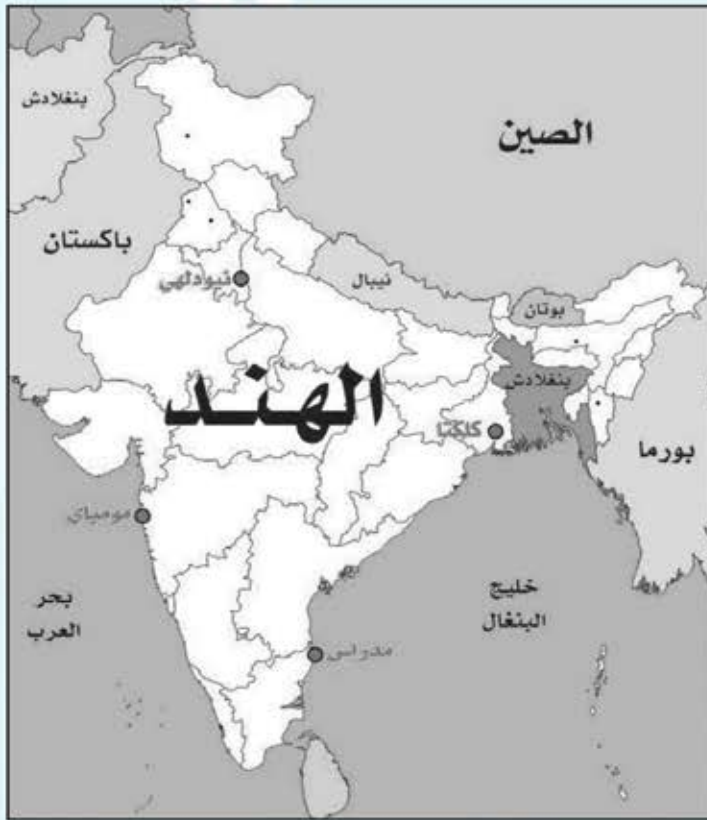 بنغلادش
الصين
باكستان
نيودلهي
نيبال
بوتان
الهند
بنغلادش
كلكتا
بورما
مومباي
بحر
العرب
خليج
البنغال
مدراس